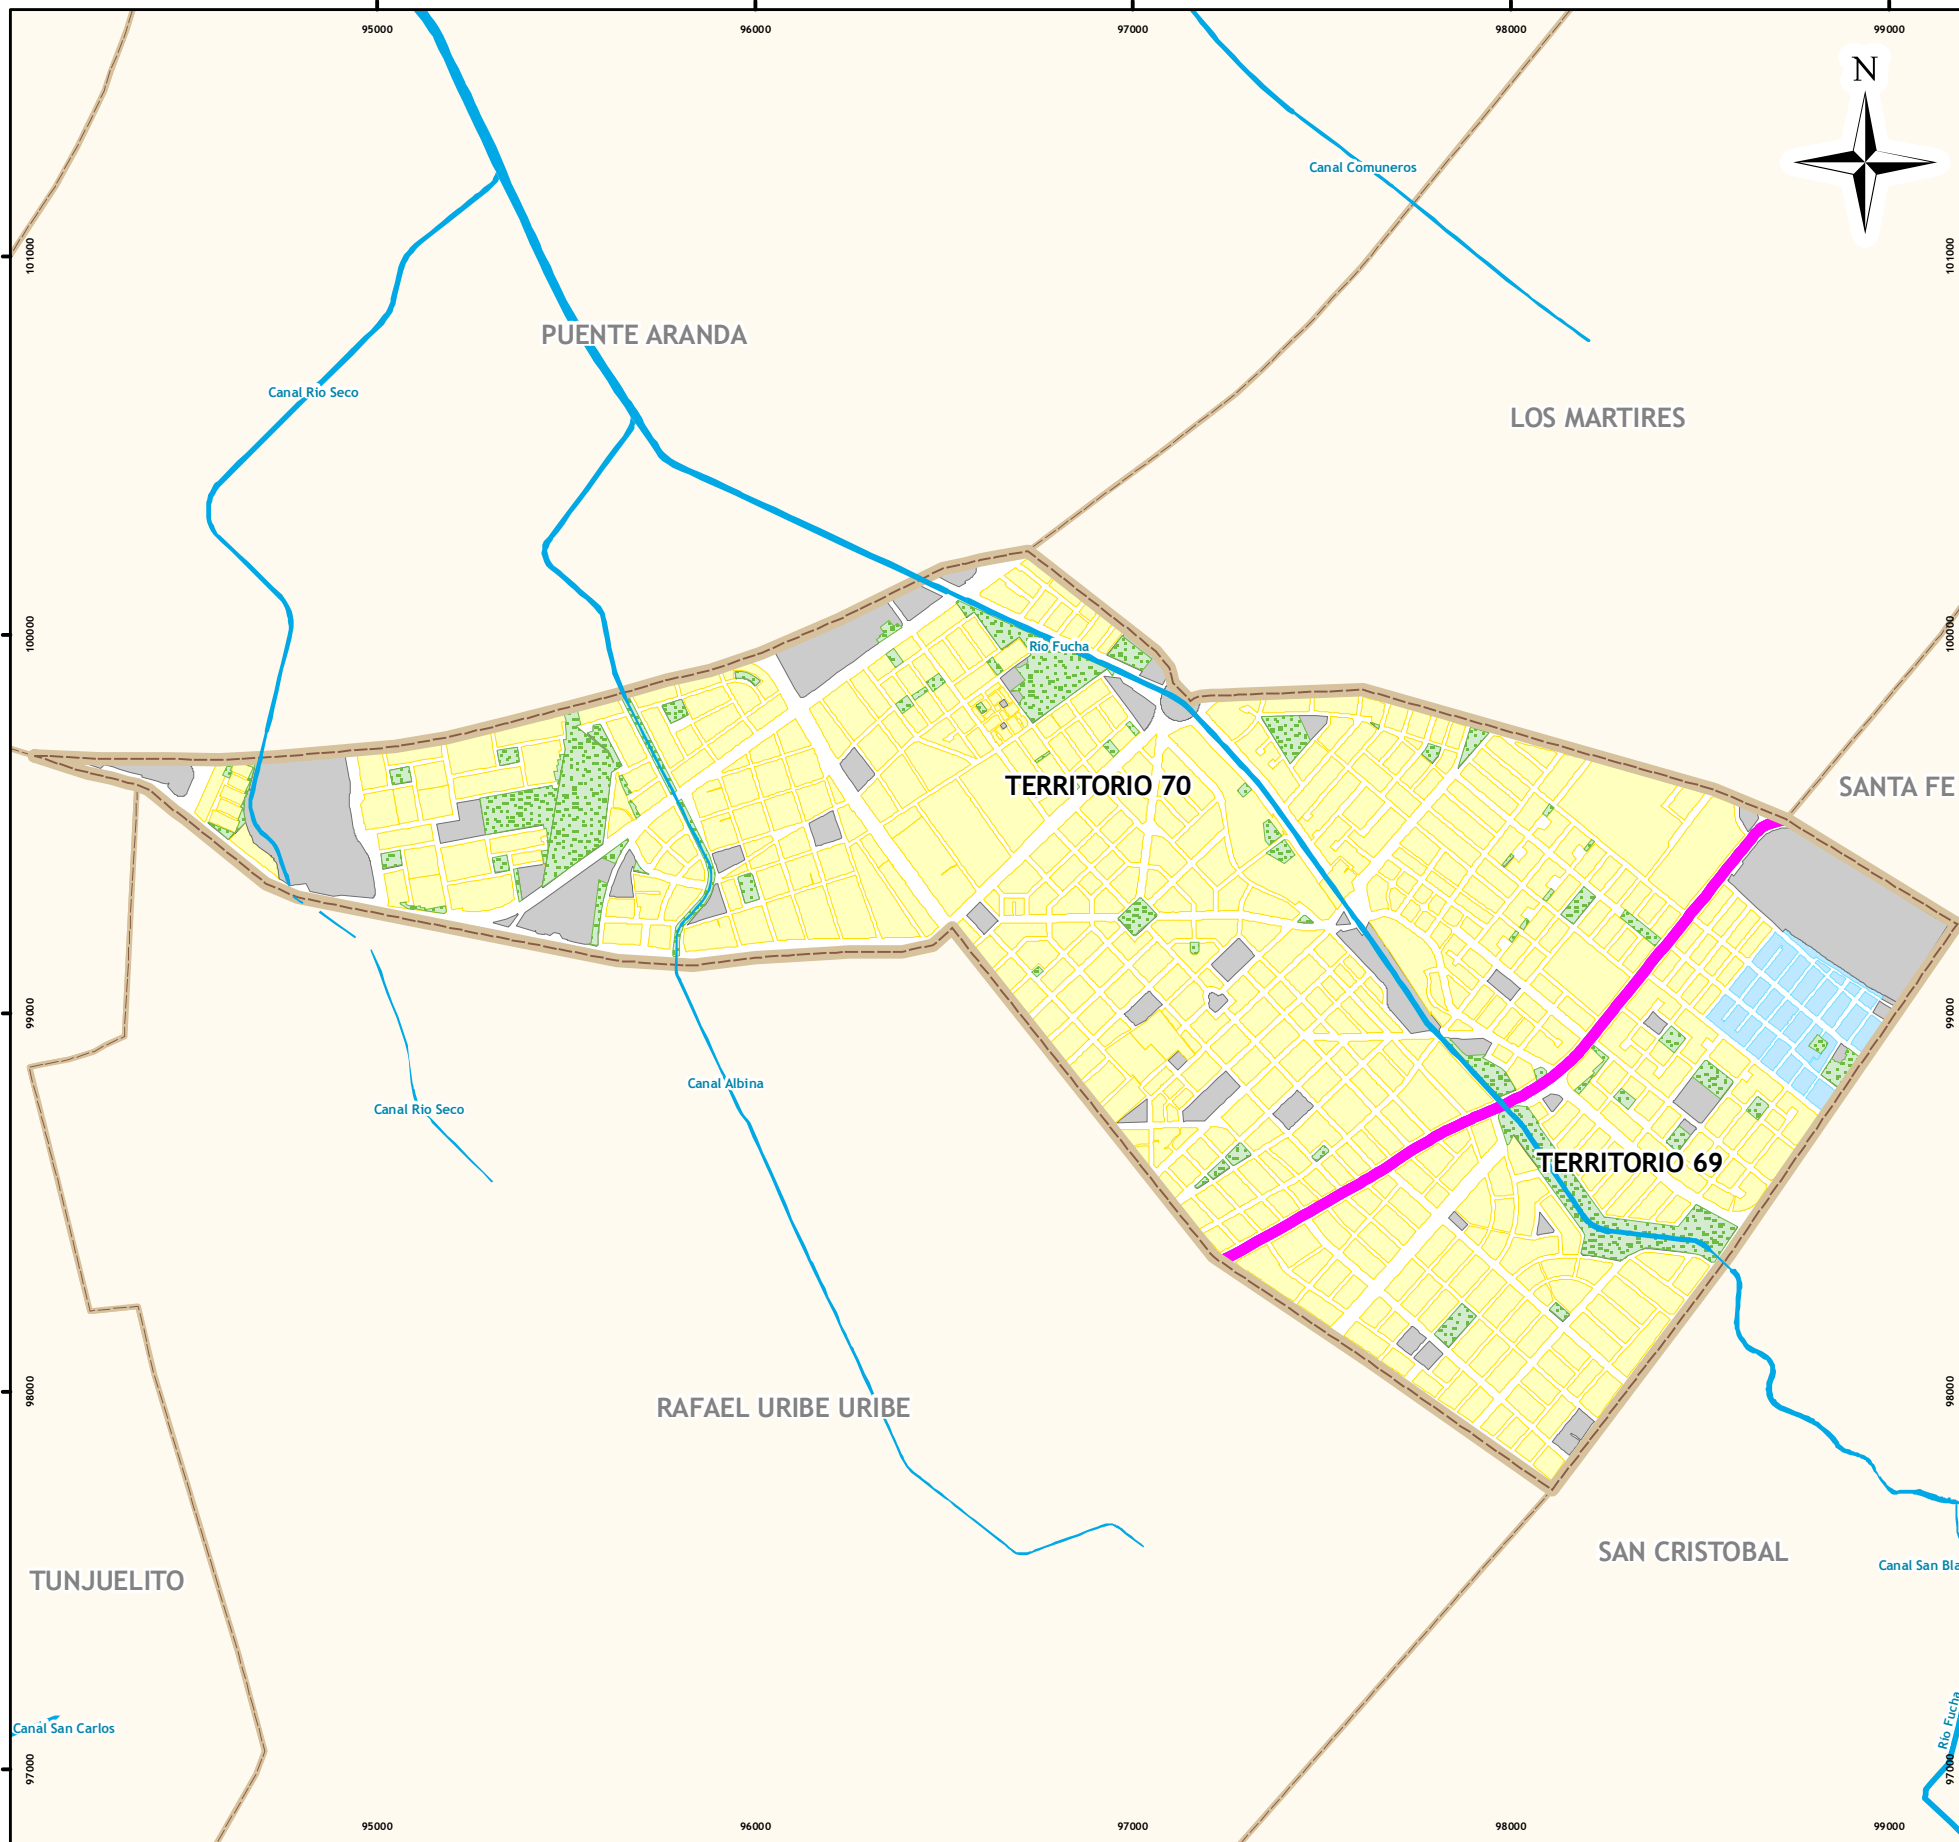 95000
96000
97000
98000
99000
N
Canal Comuneros
101000
101000
PUENTE ARANDA
Canal Rio Seco
LOS MARTIRES
100000
100000
Río Fucha
TERRITORIO 70
SANTA FE
99000
99000
Canal Albina
Canal Rio Seco
TERRITORIO 69
98000
98000
RAFAEL URIBE URIBE
SAN CRISTOBAL
Canal San Bla
TUNJUELITO
Río Fucha
Canal San Carlos
97000
97000
95000
96000
97000
98000
99000